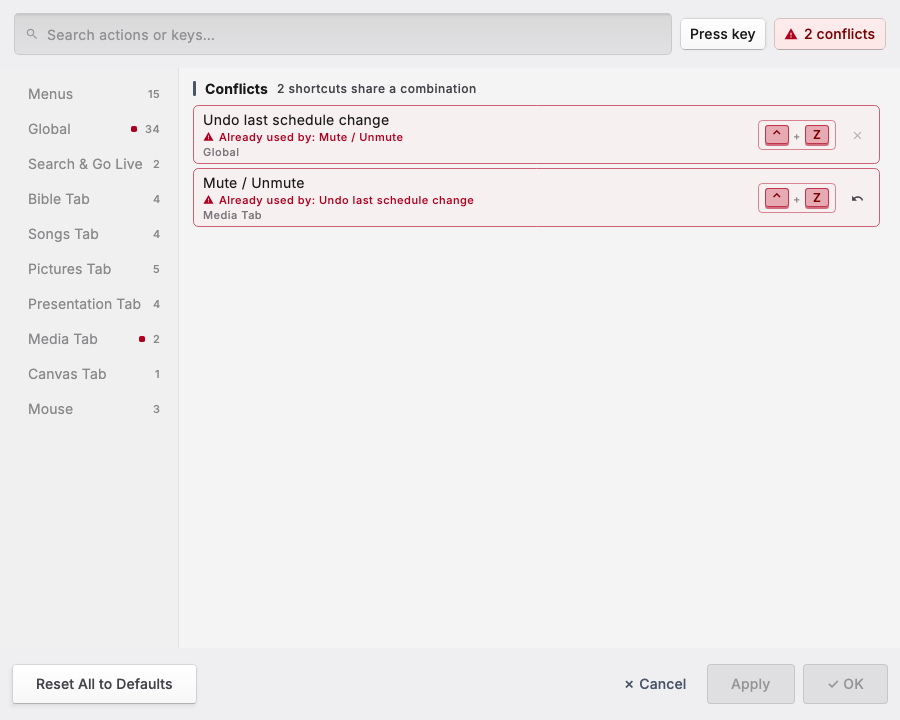 Search actions or keys...
Press key
2 conflicts
Menus 15
Global 34
Search & Go Live 2
Bible Tab 4
Songs Tab 4
Pictures Tab 5
Presentation Tab 4
Media Tab 2
Canvas Tab 1
Mouse 3
Conflicts 2 shortcuts share a combination
Undo last schedule change
Already used by: Mute / Unmute
Global
^ + Z
Mute / Unmute
Already used by: Undo last schedule change
Media Tab
^ + Z
Reset All to Defaults
Cancel
Apply
OK